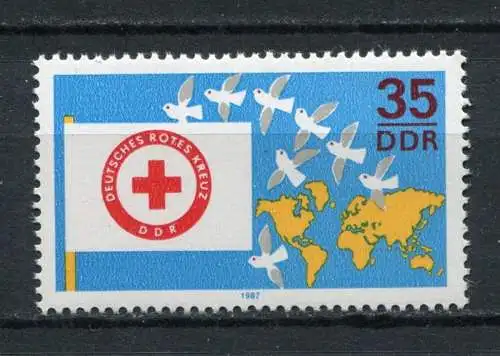 35
DDR
DEUTSCHES ROTES KREUZ
DDR
1987